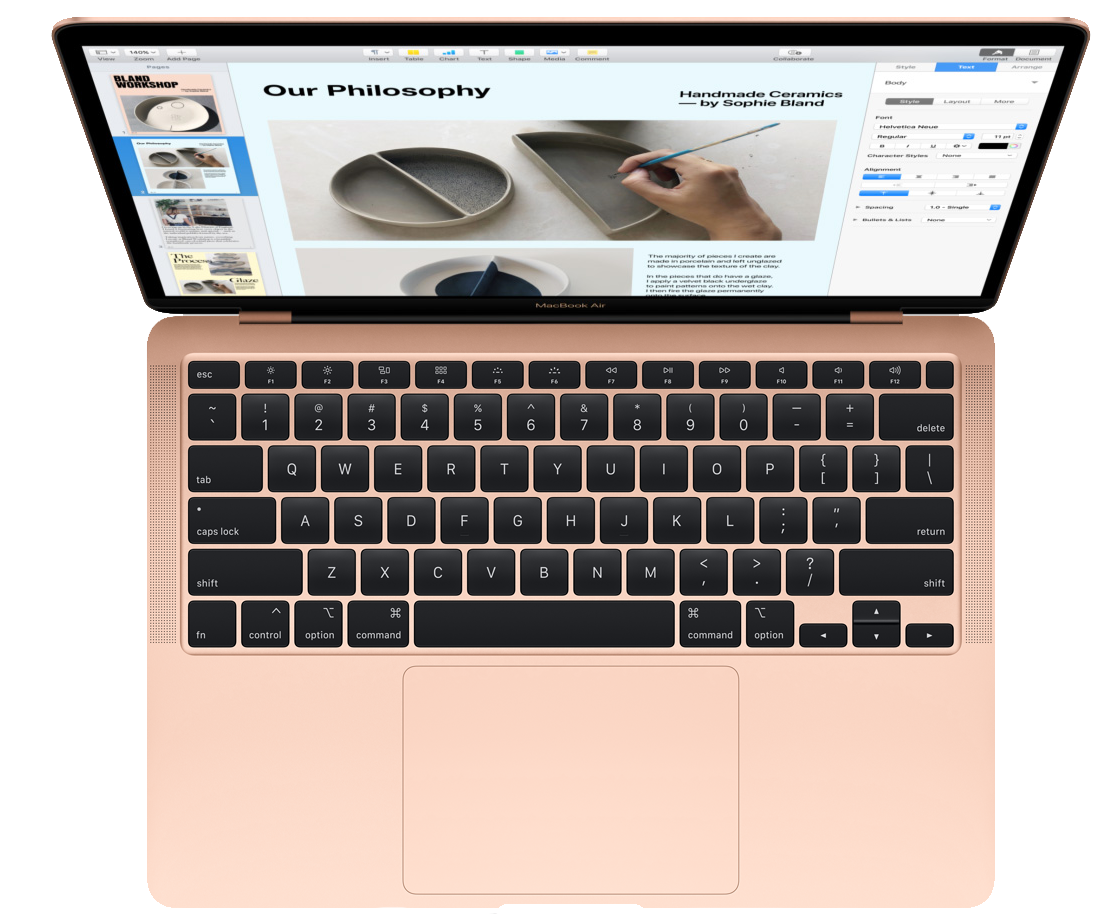 140%
View Zoom Add Page Insert Table Chart Text Shape Media Comment Collaborate Format Document
Pages
Style Text Arrange
BLAND
WORKSHOP
Our Philosophy
Handmade Ceramics
— by Sophie Bland
Body
Style Layout More
Font
Helvetica Neue
Regular 11 pt
B I U
Character Styles None
Alignment
Spacing 1.0 - Single
Bullets & Lists None
Our Philosophy
The
Process
Glaze
The majority of pieces I create are
made in porcelain and left unglazed
to showcase the texture of the clay.
In the pieces that do have a glaze,
I apply a velvet black underglaze
to paint patterns onto the wet clay.
I then fire the glaze permanently
onto the surface.
MacBook Air
esc F1 F2 F3 F4 F5 F6 F7 F8 F9 F10 F11 F12
~ ! @ # $ % ^ & * ( ) — +
` 1 2 3 4 5 6 7 8 9 0 - = delete
tab Q W E R T Y U I O P { [ } ] | \
caps lock A S D F G H J K L : ; " ' return
shift Z X C V B N M < , > . ? / shift
fn ^ control ⌥ option ⌘ command ⌘ command ⌥ option ◀ ▲ ▼ ▶